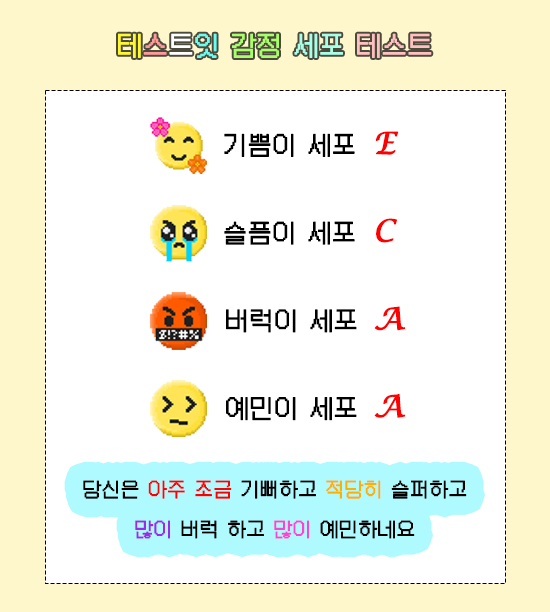 테스트잇 감정 세포 테스트
기쁨이 세포 E
슬픔이 세포 C
버럭이 세포 A
$!?#%
예민이 세포 A
당신은 아주 조금 기뻐하고 적당히 슬퍼하고
많이 버럭 하고 많이 예민하네요